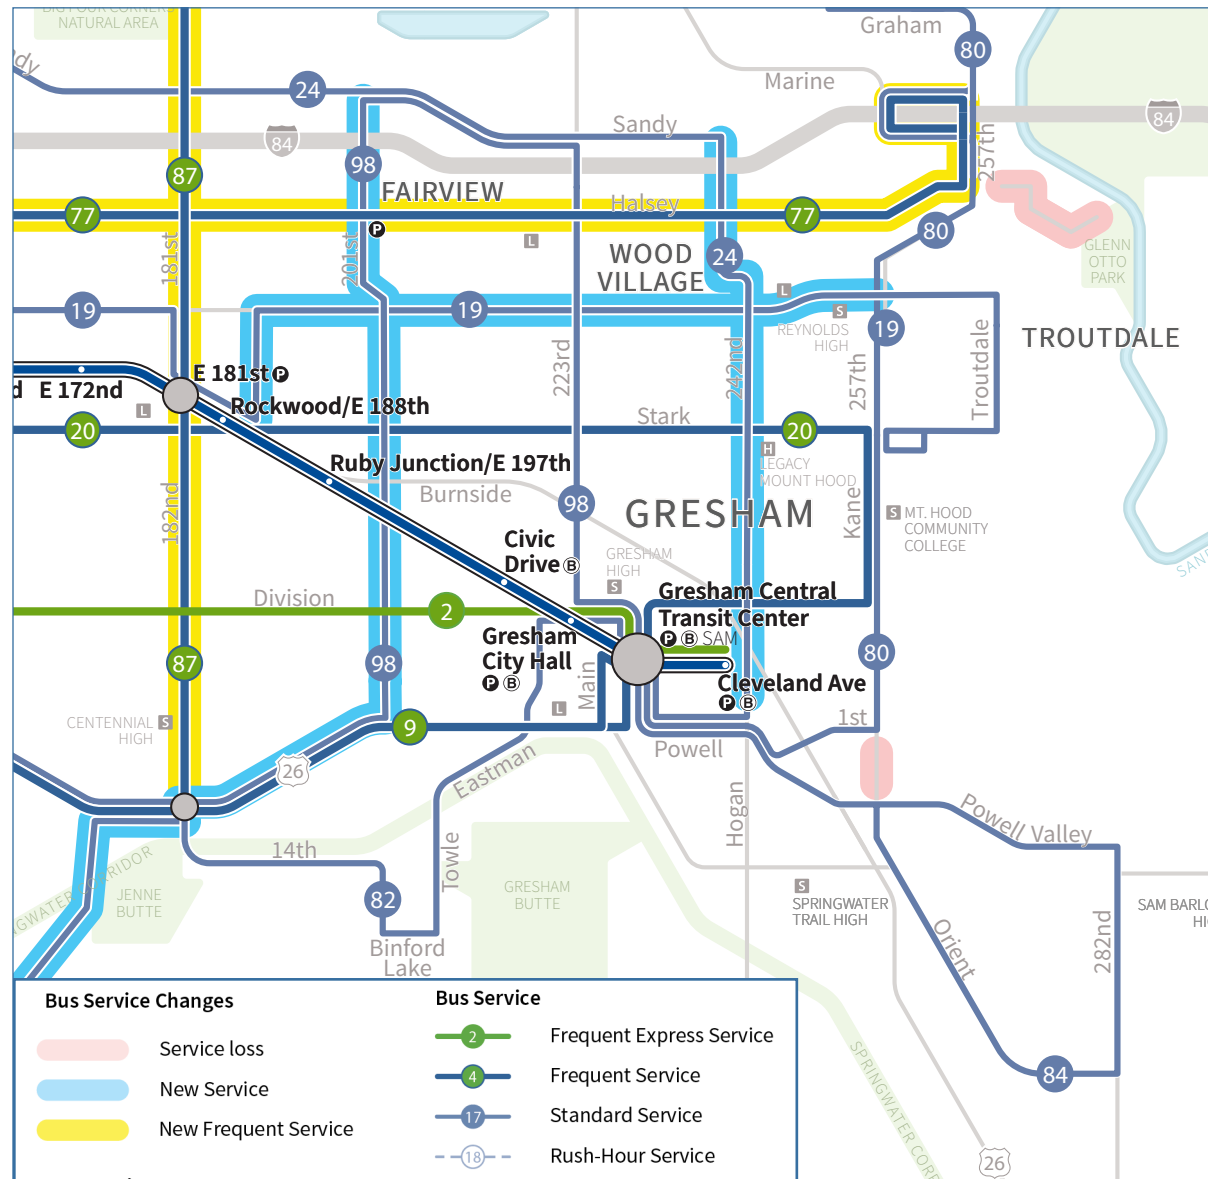 NATURAL AREA
Graham
80
Marine
24
84
Sandy
84
98
257th
87
FAIRVIEW
77
Halsey
77
P
80
181st
201st
L
WOOD
VILLAGE
24
GLENN
OTTO
PARK
19
19
L
S
REYNOLDS
HIGH
19
TROUTDALE
Troutdale
223rd
242nd
257th
E 181st P
E 172nd
L
Rockwood/E 188th
20
Stark
20
H
LEGACY
MOUNT HOOD
Ruby Junction/E 197th
Burnside
98
GRESHAM
Kane
S MT. HOOD
COMMUNITY
COLLEGE
182nd
Civic
Drive B
GRESHAM
HIGH
S
Division
2
Gresham Central
Transit Center
P B SAM
Gresham
City Hall
P B
Main
87
98
80
Cleveland Ave
P B
L
CENTENNIAL S
HIGH
9
1st
Powell
26
Eastman
Hogan
Powell Valley
14th
Towle
JENNE
BUTTE
82
GRESHAM
BUTTE
S
SPRINGWATER
TRAIL HIGH
Binford
Lake
Orient
282nd
84
26
Bus Service Changes
Service loss
New Service
New Frequent Service
Bus Service
2 Frequent Express Service
4 Frequent Service
17 Standard Service
18 Rush-Hour Service